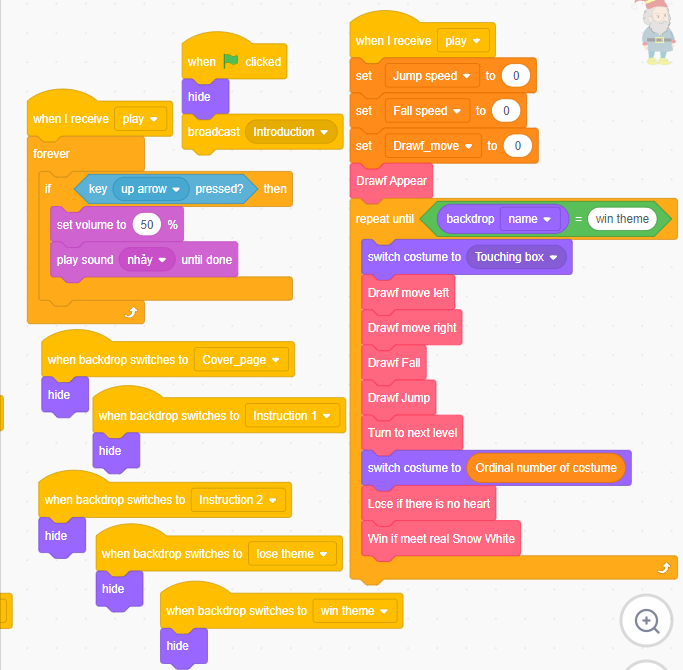 when clicked
hide
broadcast Introduction
when I receive play
forever
if key up arrow pressed? then
set volume to 50 %
play sound nhảy until done
when backdrop switches to Cover_page
hide
when backdrop switches to Instruction 1
hide
when backdrop switches to Instruction 2
hide
when backdrop switches to lose theme
hide
when backdrop switches to win theme
hide
when I receive play
set Jump speed to 0
set Fall speed to 0
set Drawf_move to 0
Drawf Appear
repeat until backdrop name = win theme
switch costume to Touching box
Drawf move left
Drawf move right
Drawf Fall
Drawf Jump
Turn to next level
switch costume to Ordinal number of costume
Lose if there is no heart
Win if meet real Snow White